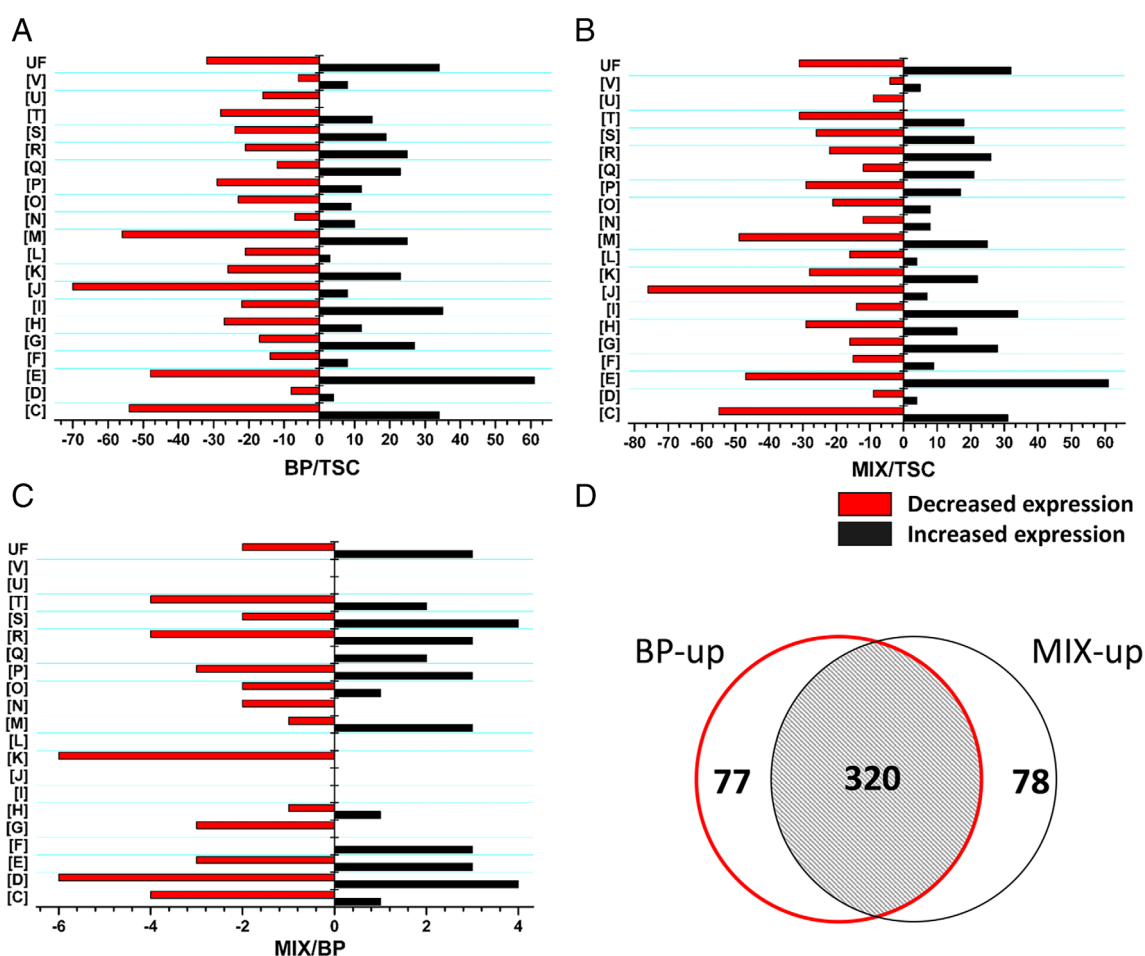 A
UF
[V]
[U]
[T]
[S]
[R]
[Q]
[P]
[O]
[N]
[M]
[L]
[K]
[J]
[I]
[H]
[G]
[F]
[E]
[D]
[C]
-70 -60 -50 -40 -30 -20 -10 0 10 20 30 40 50 60
BP/TSC
B
UF
[V]
[U]
[T]
[S]
[R]
[Q]
[P]
[O]
[N]
[M]
[L]
[K]
[J]
[I]
[H]
[G]
[F]
[E]
[D]
[C]
-80 -70 -60 -50 -40 -30 -20 -10 0 10 20 30 40 50 60
MIX/TSC
C
UF
[V]
[U]
[T]
[S]
[R]
[Q]
[P]
[O]
[N]
[M]
[L]
[K]
[J]
[I]
[H]
[G]
[F]
[E]
[D]
[C]
-6 -4 -2 0 2 4
MIX/BP
D
Decreased expression
Increased expression
BP-up MIX-up
77 320 78